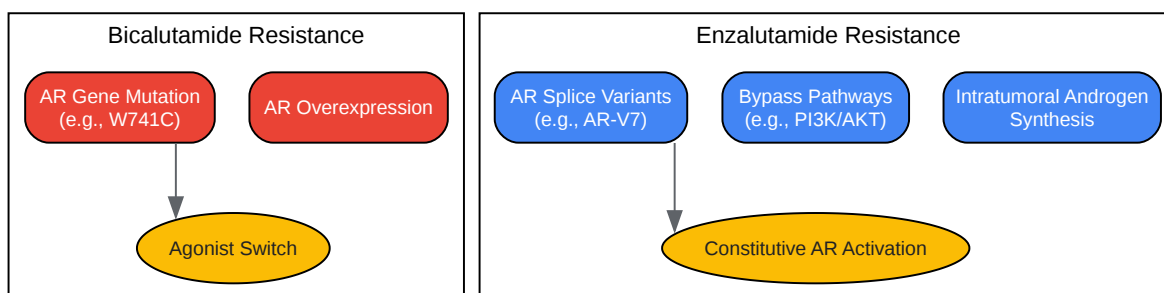 Bicalutamide Resistance
AR Gene Mutation
(e.g., W741C)
AR Overexpression
Agonist Switch
Enzalutamide Resistance
AR Splice Variants
(e.g., AR-V7)
Bypass Pathways
(e.g., PI3K/AKT)
Intratumoral Androgen
Synthesis
Constitutive AR Activation